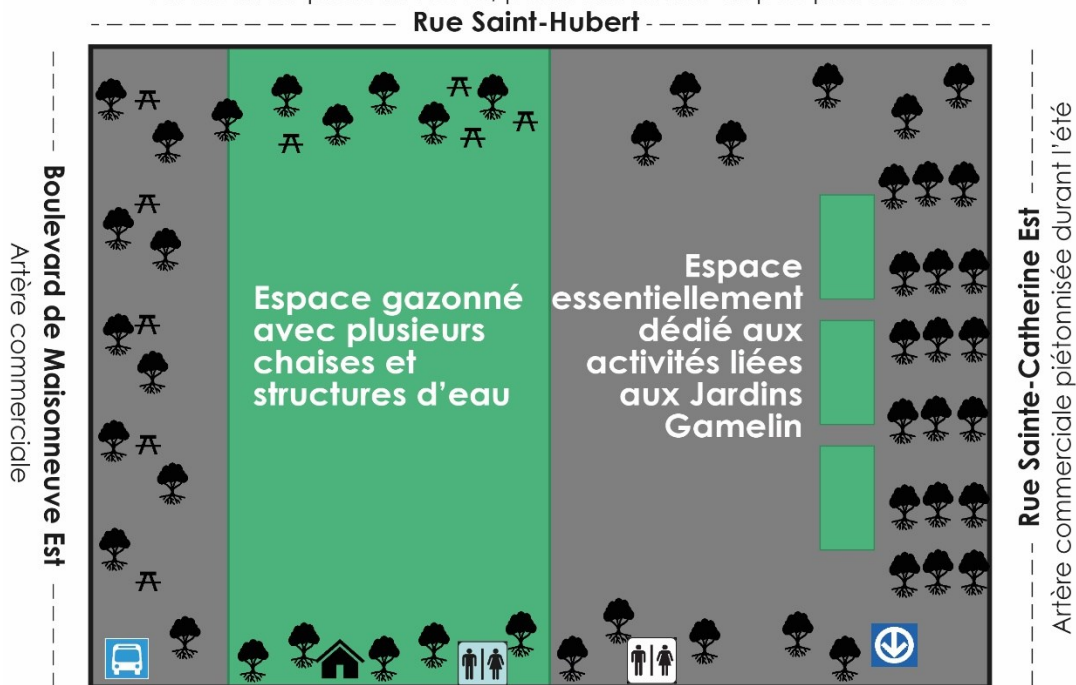 Rue Saint-Hubert
Boulevard de Maisonneuve Est
Artère commerciale
Espace gazonné
avec plusieurs
chaises et
structures d'eau
Espace
essentiellement
dédié aux
activités liées
aux Jardins
Gamelin
Rue Sainte-Catherine Est
Artère commerciale piétonnisée durant l'été